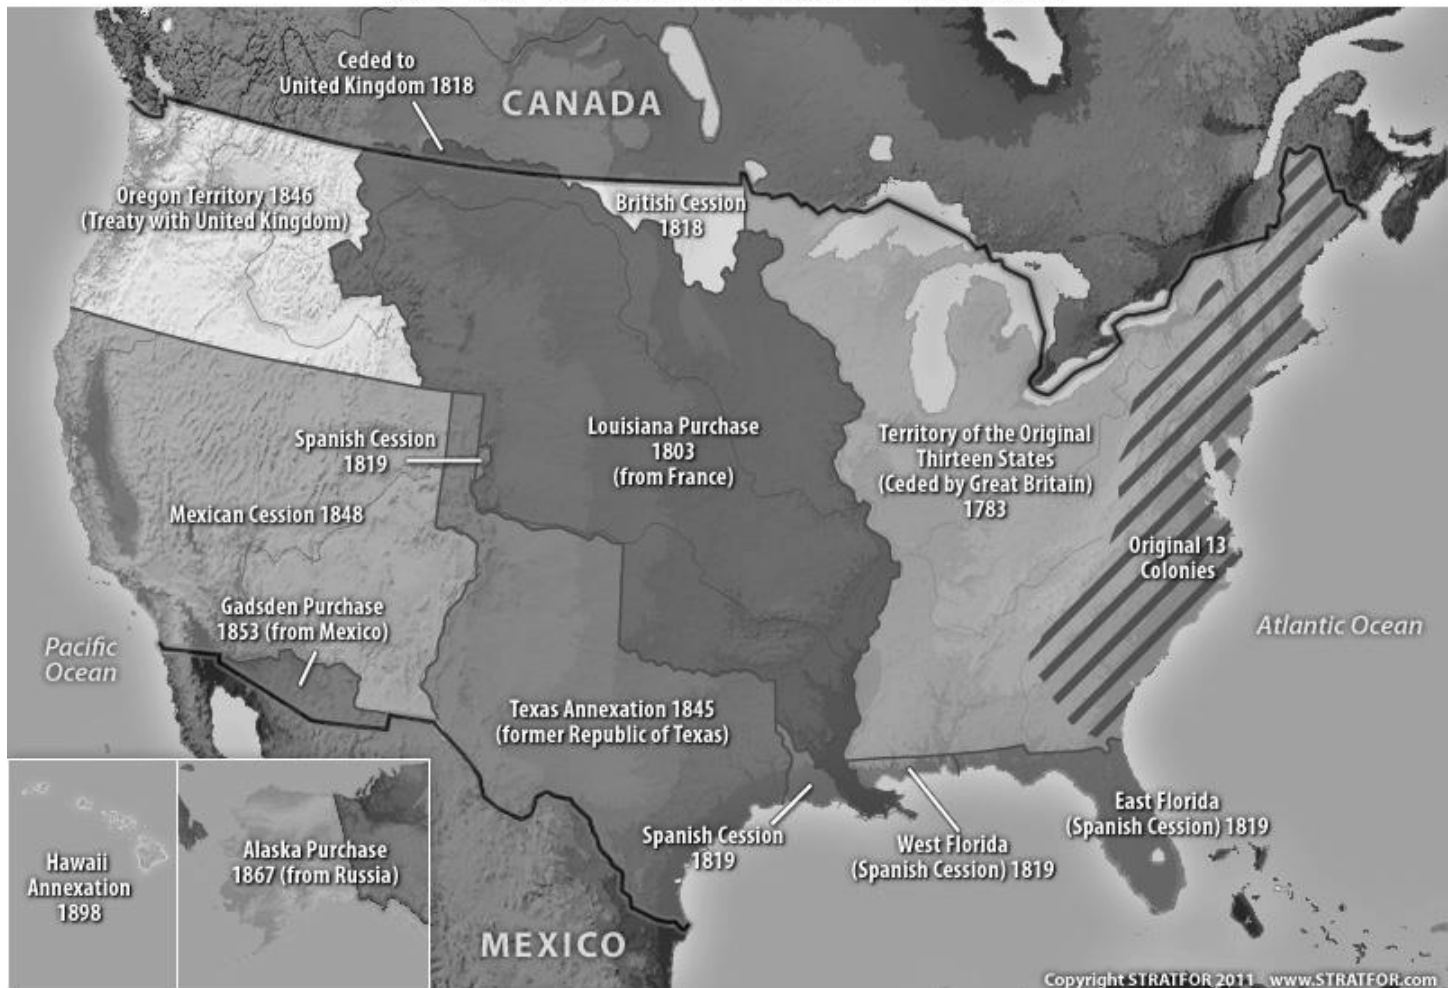 Ceded to
United Kingdom 1818
CANADA
Oregon Territory 1846
(Treaty with United Kingdom)
British Cession
1818
Spanish Cession
1819
Louisiana Purchase
1803
(from France)
Territory of the Original
Thirteen States
(Ceded by Great Britain)
1783
Mexican Cession 1848
Original 13
Colonies
Gadsden Purchase
1853 (from Mexico)
Pacific
Ocean
Atlantic Ocean
Texas Annexation 1845
(former Republic of Texas)
Spanish Cession
1819
West Florida
(Spanish Cession) 1819
East Florida
(Spanish Cession) 1819
Hawaii
Annexation
1898
Alaska Purchase
1867 (from Russia)
MEXICO
Copyright STRATFOR 2011 www.STRATFOR.com